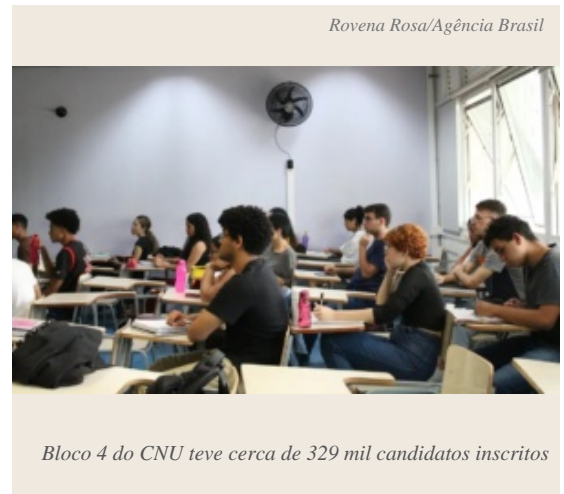 Rovena Rosa/Agência Brasil
Bloco 4 do CNU teve cerca de 329 mil candidatos inscritos